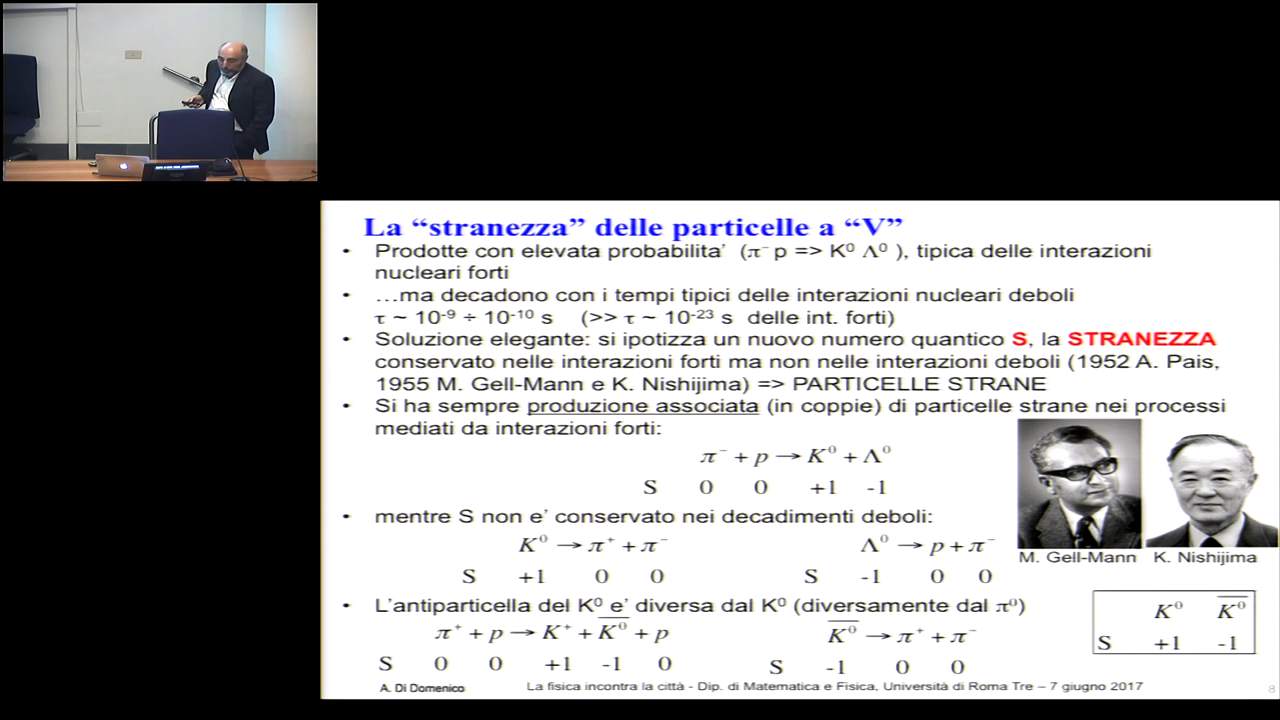 La “stranezza” delle particelle a “V”
• Prodotte con elevata probabilita’ (π⁻ p => K⁰ Λ⁰ ), tipica delle interazioni
nucleari forti
• …ma decadono con i tempi tipici delle interazioni nucleari deboli
τ ~ 10⁻⁹ ÷ 10⁻¹⁰ s (>> τ ~ 10⁻²³ s delle int. forti)
• Soluzione elegante: si ipotizza un nuovo numero quantico S, la STRANEZZA
conservato nelle interazioni forti ma non nelle interazioni deboli (1952 A. Pais,
1955 M. Gell-Mann e K. Nishijima) => PARTICELLE STRANE
• Si ha sempre produzione associata (in coppie) di particelle strane nei processi
mediati da interazioni forti:
π⁻ + p → K⁰ + Λ⁰
S 0 0 +1 -1
• mentre S non e’ conservato nei decadimenti deboli:
K⁰ → π⁺ + π⁻ Λ⁰ → p + π⁻
S +1 0 0 S -1 0 0
M. Gell-Mann K. Nishijima
• L’antiparticella del K⁰ e’ diversa dal K⁰ (diversamente dal π⁰)
π⁺ + p → K⁺ + K̅⁰ + p K̅⁰ → π⁺ + π⁻
S 0 0 +1 -1 0 S -1 0 0
K⁰ K̅⁰
S +1 -1
A. Di Domenico La fisica incontra la città - Dip. di Matematica e Fisica, Università di Roma Tre – 7 giugno 2017 8